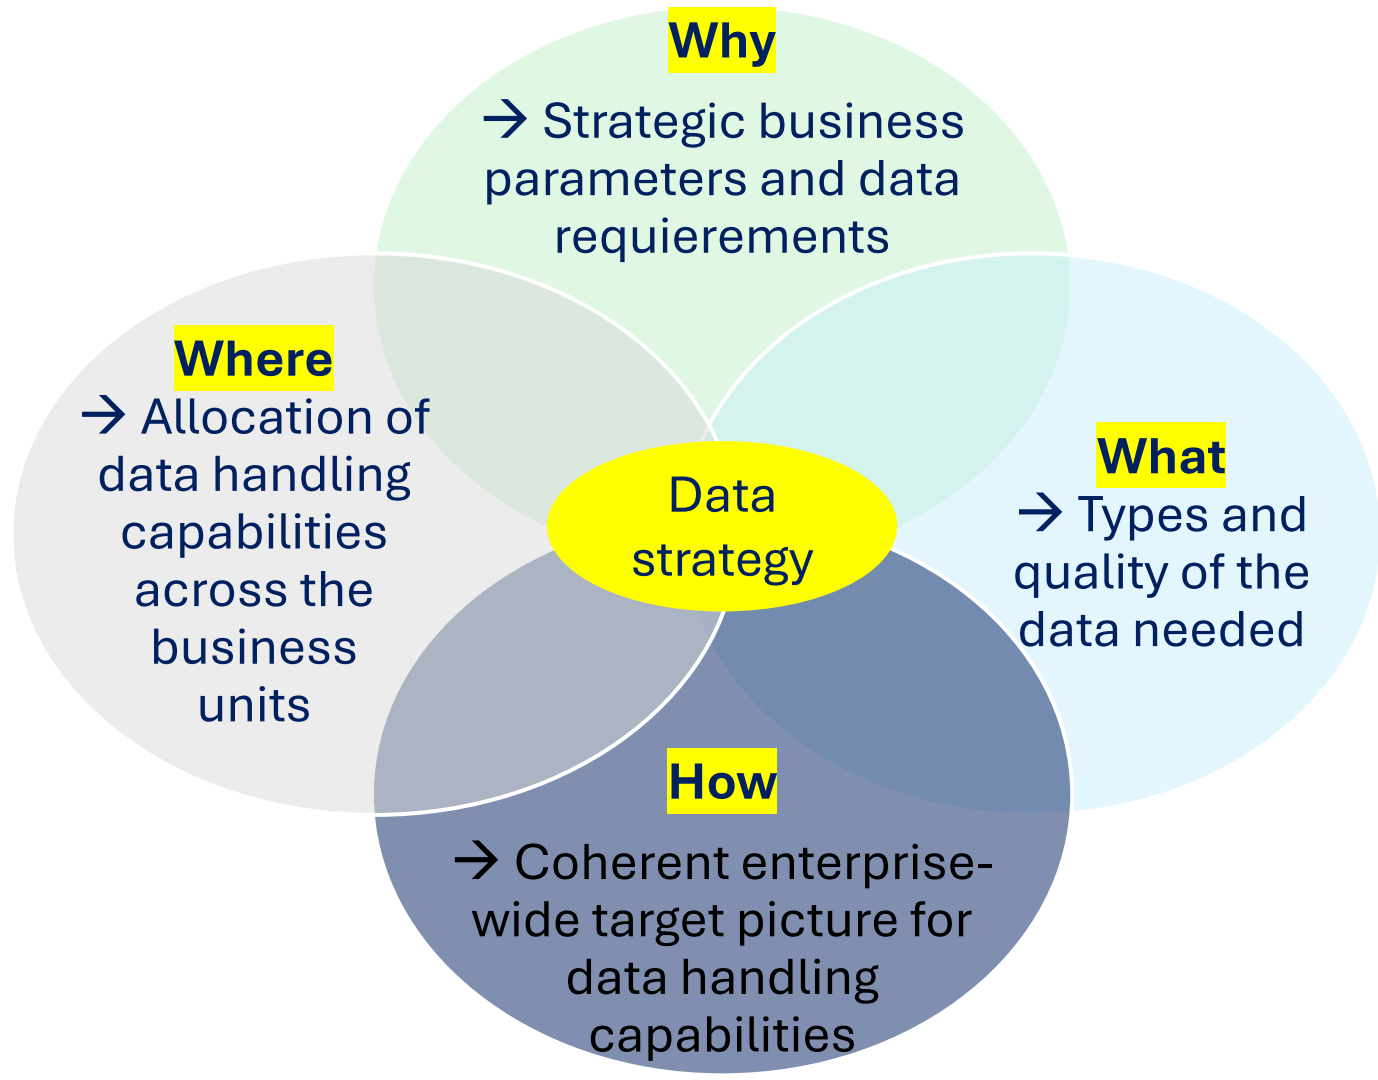 Why
→ Strategic business
parameters and data
requierements
Where
→ Allocation of
data handling
capabilities
across the
business
units
Data
strategy
What
→ Types and
quality of the
data needed
How
→ Coherent enterprise-
wide target picture for
data handling
capabilities